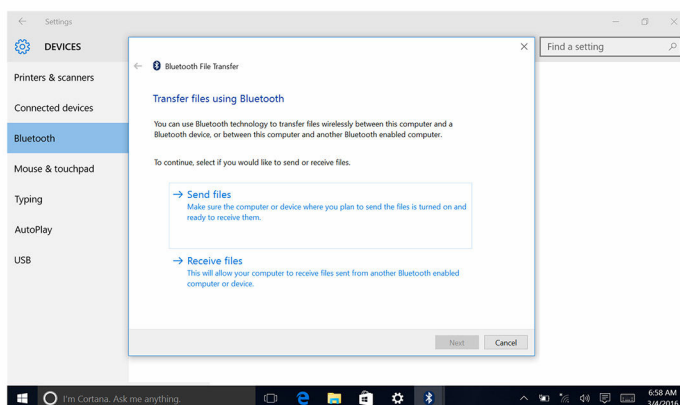 Settings
DEVICES
Find a setting
Printers & scanners
Connected devices
Bluetooth
Mouse & touchpad
Typing
AutoPlay
USB
Bluetooth File Transfer
Transfer files using Bluetooth
You can use Bluetooth technology to transfer files wirelessly between this computer and a
Bluetooth device, or between this computer and another Bluetooth enabled computer.
To continue, select if you would like to send or receive files.
Send files
Make sure the computer or device where you plan to send the files is turned on and
ready to receive them.
Receive files
This will allow your computer to receive files sent from another Bluetooth enabled
computer or device.
Next
Cancel
I'm Cortana. Ask me anything.
6:58 AM
3/4/2016